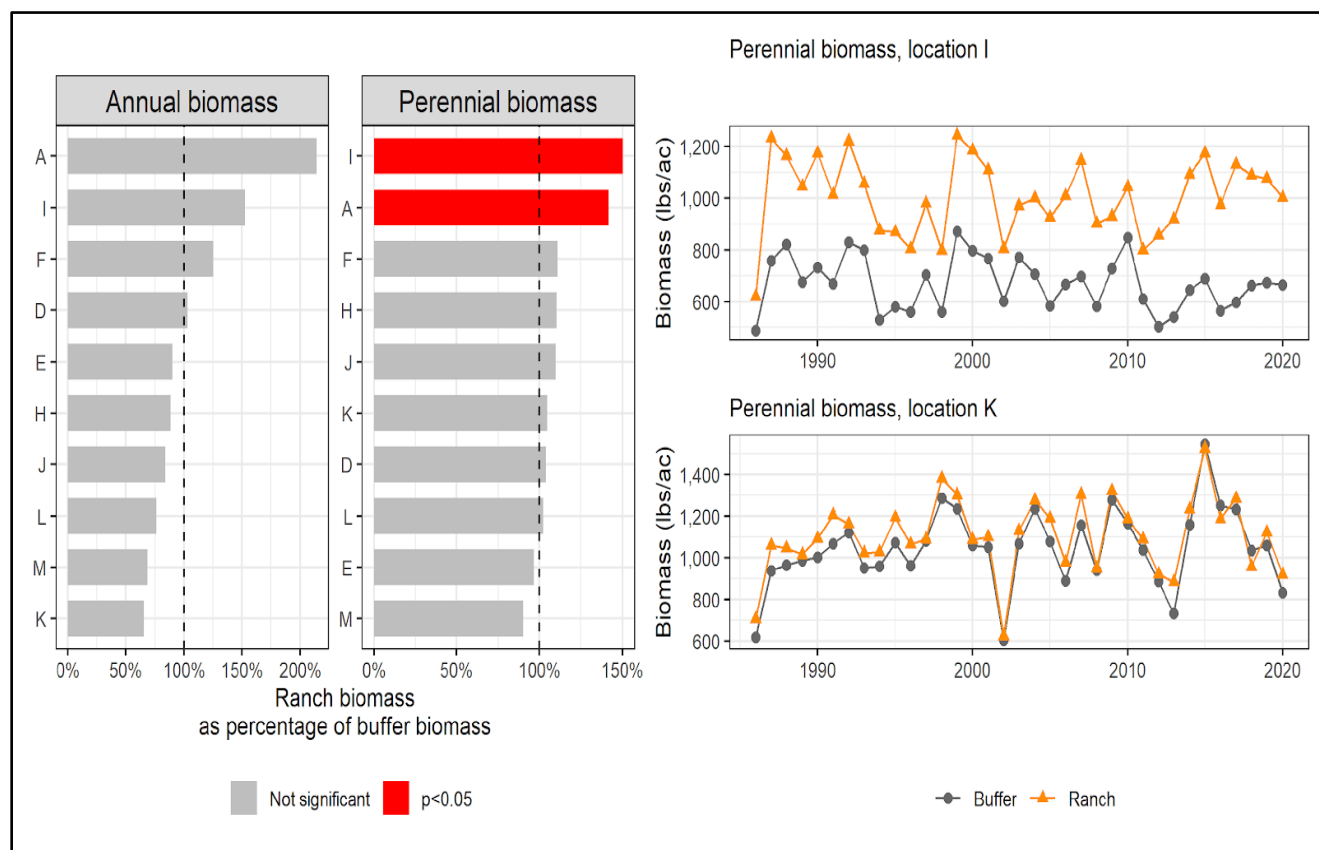 Annual biomass
A
I
F
D
E
H
J
L
M
K
0%
50%
100%
150%
200%
Perennial biomass
I
A
F
H
J
K
D
L
E
M
0%
50%
100%
150%
Ranch biomass
as percentage of buffer biomass
Not significant
p<0.05
Perennial biomass, location I
Biomass (lbs/ac)
1,200
1,000
800
600
1990
2000
2010
2020
Perennial biomass, location K
Biomass (lbs/ac)
1,400
1,200
1,000
800
600
1990
2000
2010
2020
Buffer
Ranch